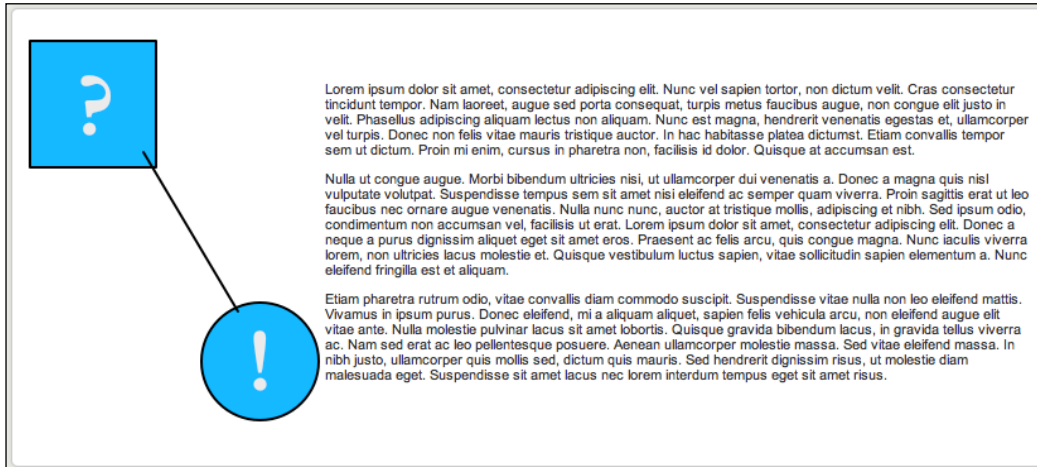 ?
Lorem ipsum dolor sit amet, consectetur adipiscing elit. Nunc vel sapien tortor, non dictum velit. Cras consectetur
tincidunt tempor. Nam laoreet, augue sed porta consequat, turpis metus faucibus augue, non congue elit justo in
velit. Phasellus adipiscing aliquam lectus non aliquam. Nunc est magna, hendrerit venenatis egestas et, ullamcorper
vel turpis. Donec non felis vitae mauris tristique auctor. In hac habitasse platea dictumst. Etiam convallis tempor
sem ut dictum. Proin mi enim, cursus in pharetra non, facilisis id dolor. Quisque at accumsan est.
Nulla ut congue augue. Morbi bibendum ultricies nisi, ut ullamcorper dui venenatis a. Donec a magna quis nisl
vulputate volutpat. Suspendisse tempus sem sit amet nisi eleifend ac semper quam viverra. Proin sagittis erat ut leo
faucibus nec ornare augue venenatis. Nulla nunc nunc, auctor at tristique mollis, adipiscing et nibh. Sed ipsum odio,
condimentum non accumsan vel, facilisis ut erat. Lorem ipsum dolor sit amet, consectetur adipiscing elit. Donec a
neque a purus dignissim aliquet eget sit amet eros. Praesent ac felis arcu, quis congue magna. Nunc iaculis viverra
lorem, non ultricies lacus molestie et. Quisque vestibulum luctus sapien, vitae sollicitudin sapien elementum a. Nunc
eleifend fringilla est et aliquam.
Etiam pharetra rutrum odio, vitae convallis diam commodo suscipit. Suspendisse vitae nulla non leo eleifend mattis.
Vivamus in ipsum purus. Donec eleifend, mi a aliquam aliquet, sapien felis vehicula arcu, non eleifend augue elit
vitae ante. Nulla molestie pulvinar lacus sit amet lobortis. Quisque gravida bibendum lacus, in gravida tellus viverra
ac. Nam sed erat ac leo pellentesque posuere. Aenean ullamcorper molestie massa. Sed vitae eleifend massa. In
nibh justo, ullamcorper quis mollis sed, dictum quis mauris. Sed hendrerit dignissim risus, ut molestie diam
malesuada eget. Suspendisse sit amet lacus nec lorem interdum tempus eget sit amet risus.
!